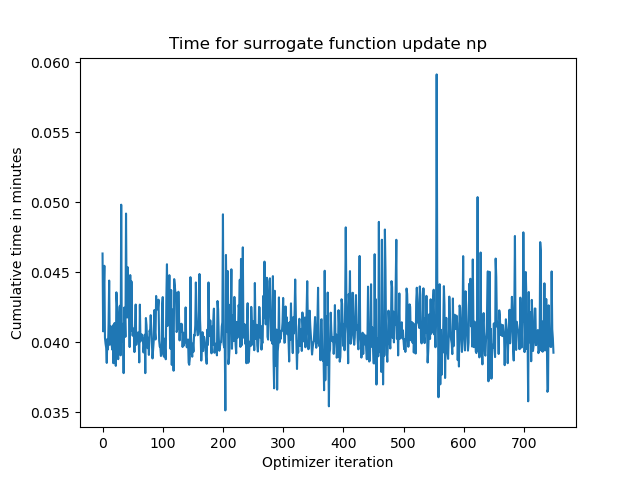 Time for surrogate function update np
Cumulative time in minutes
0.060
0.055
0.050
0.045
0.040
0.035
0 100 200 300 400 500 600 700
Optimizer iteration